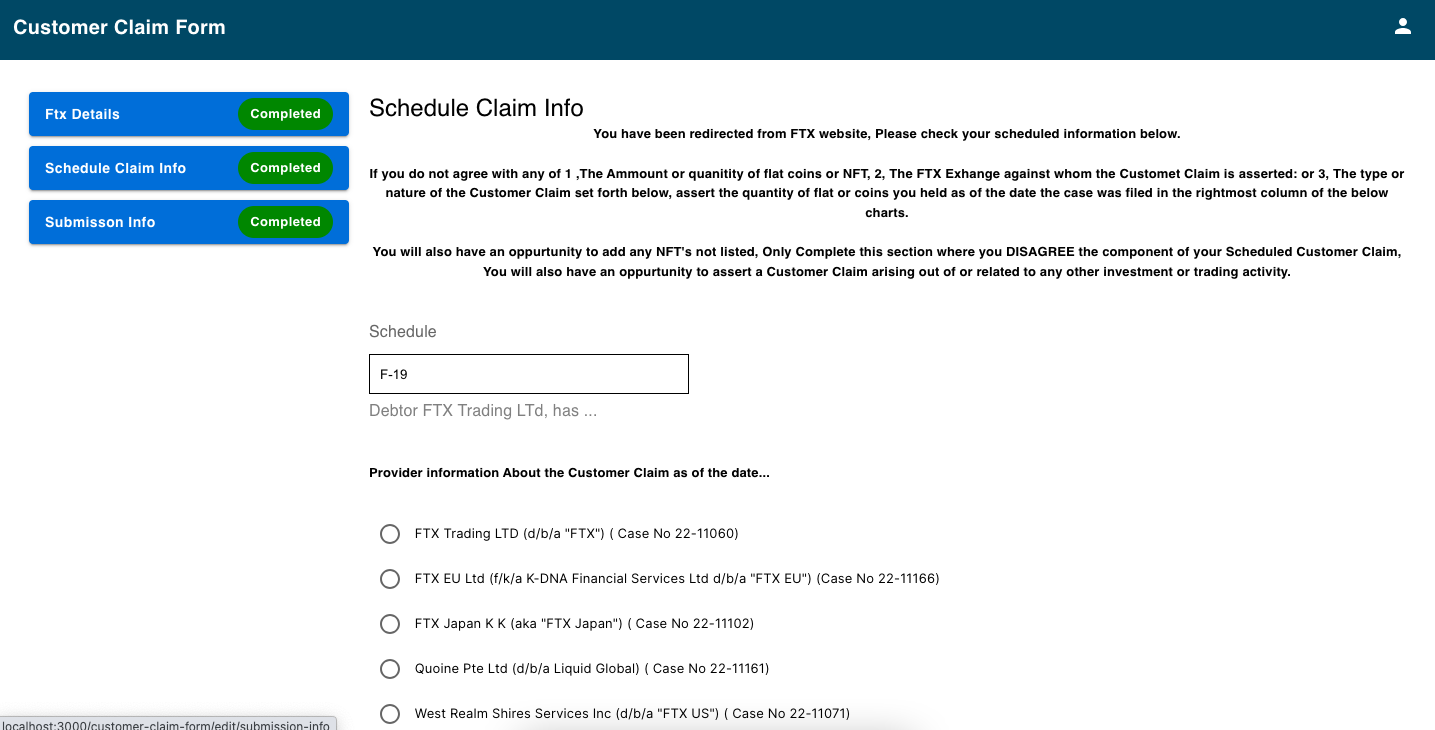 Customer Claim Form
Ftx Details
Completed
Schedule Claim Info
Completed
Submisson Info
Completed
Schedule Claim Info
You have been redirected from FTX website, Please check your scheduled information below.
If you do not agree with any of 1 ,The Ammount or quanitity of flat coins or NFT, 2, The FTX Exhange against whom the Customet Claim is asserted: or 3, The type or
nature of the Customer Claim set forth below, assert the quantity of flat or coins you held as of the date the case was filed in the rightmost column of the below
charts.
You will also have an oppurtunity to add any NFT's not listed, Only Complete this section where you DISAGREE the component of your Scheduled Customer Claim,
You will also have an oppurtunity to assert a Customer Claim arising out of or related to any other investment or trading activity.
Schedule
F-19
Debtor FTX Trading LTd, has ...
Provider information About the Customer Claim as of the date...
FTX Trading LTD (d/b/a "FTX") ( Case No 22-11060)
FTX EU Ltd (f/k/a K-DNA Financial Services Ltd d/b/a "FTX EU") (Case No 22-11166)
FTX Japan K K (aka "FTX Japan") ( Case No 22-11102)
Quoine Pte Ltd (d/b/a Liquid Global) ( Case No 22-11161)
West Realm Shires Services Inc (d/b/a "FTX US") ( Case No 22-11071)
localhost:3000/customer-claim-form/edit/submission-info